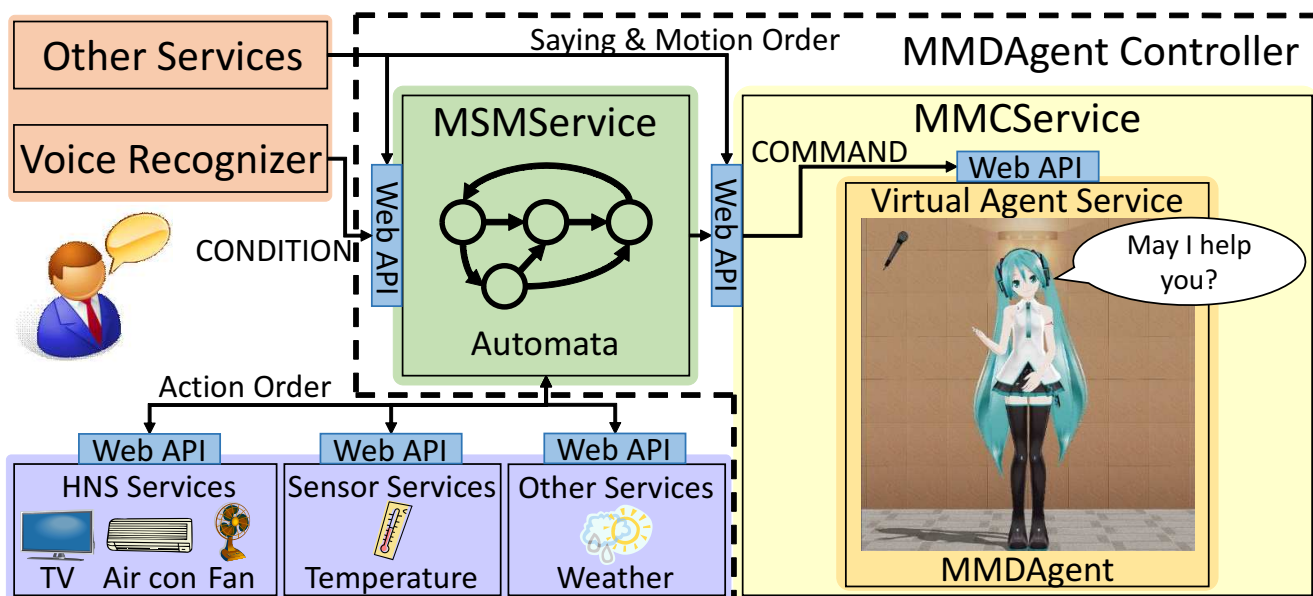 Other Services
Voice Recognizer
Saying & Motion Order
MMDAgent Controller
MSMService
Web API
CONDITION
Automata
Web API
MMCService
COMMAND
Web API
Virtual Agent Service
May I help
you?
MMDAgent
Action Order
Web API
HNS Services
TV
Air con
Fan
Web API
Sensor Services
Temperature
Web API
Other Services
Weather